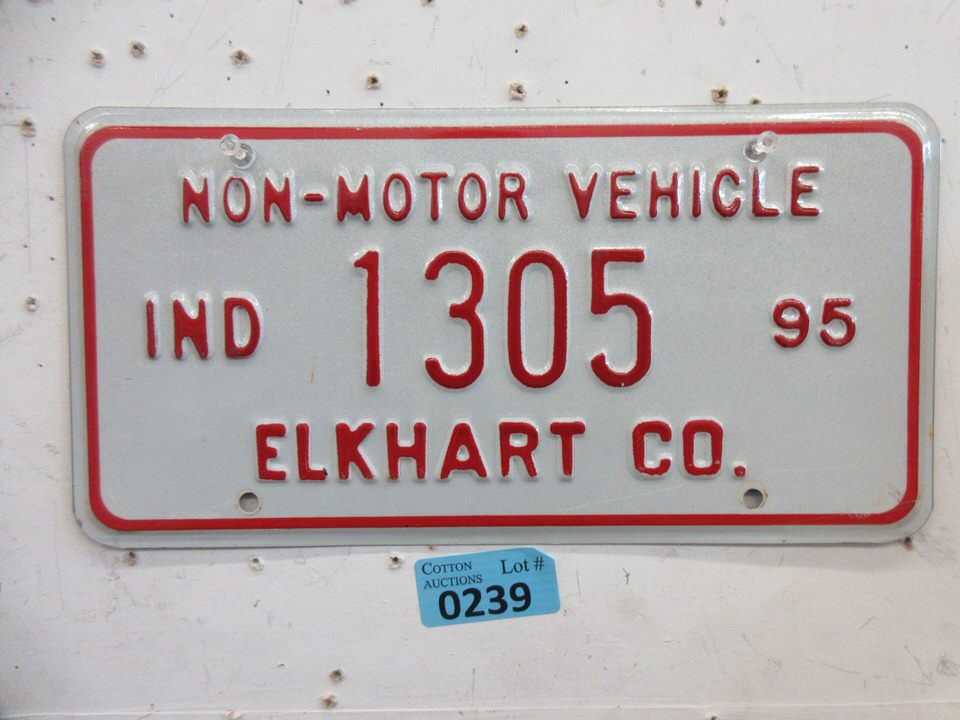 NON-MOTOR VEHICLE
IND 1305 95
ELKHART CO.
COTTON AUCTIONS Lot #
0239